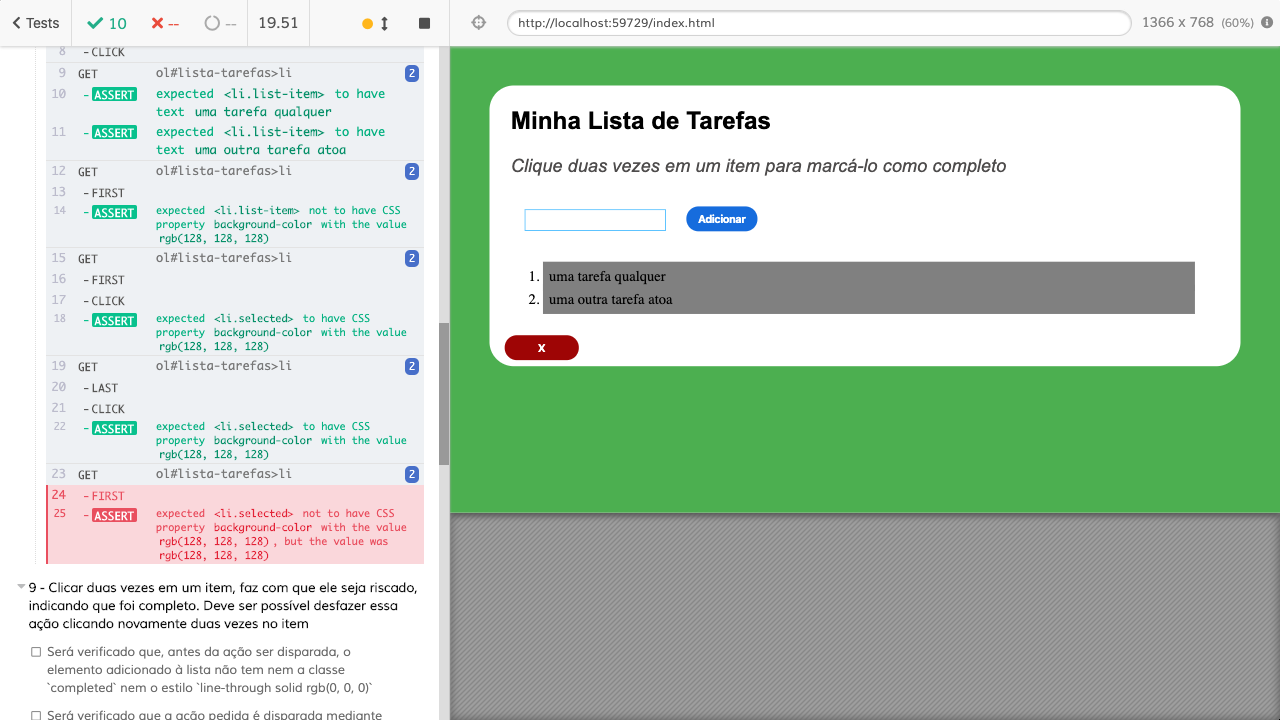 Tests
10
--
--
19.51
http://localhost:59729/index.html
1366 x 768 (60%)
8 - CLICK
9 GET ol#lista-tarefas>li 2
10 - ASSERT expected <li.list-item> to have
text uma tarefa qualquer
11 - ASSERT expected <li.list-item> to have
text uma outra tarefa atoa
12 GET ol#lista-tarefas>li 2
13 - FIRST
14 - ASSERT expected <li.list-item> not to have CSS
property background-color with the value
rgb(128, 128, 128)
15 GET ol#lista-tarefas>li 2
16 - FIRST
17 - CLICK
18 - ASSERT expected <li.selected> to have CSS
property background-color with the value
rgb(128, 128, 128)
19 GET ol#lista-tarefas>li 2
20 - LAST
21 - CLICK
22 - ASSERT expected <li.selected> to have CSS
property background-color with the value
rgb(128, 128, 128)
23 GET ol#lista-tarefas>li 2
24 - FIRST
25 - ASSERT expected <li.selected> not to have CSS
property background-color with the value
rgb(128, 128, 128), but the value was
rgb(128, 128, 128)
9 - Clicar duas vezes em um item, faz com que ele seja riscado,
indicando que foi completo. Deve ser possível desfazer essa
ação clicando novamente duas vezes no item
Será verificado que, antes da ação ser disparada, o
elemento adicionado à lista não tem nem a classe
`completed` nem o estilo `line-through solid rgb(0, 0, 0)`
Será verificado que a ação pedida é disparada mediante
Minha Lista de Tarefas
Clique duas vezes em um item para marcá-lo como completo
Adicionar
1. uma tarefa qualquer
2. uma outra tarefa atoa
X